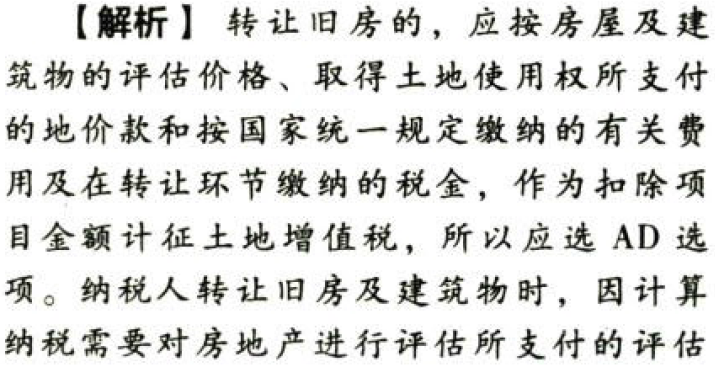 【解析】 转让旧房的，应按房屋及建
筑物的评估价格、取得土地使用权所支付
的地价款和按国家统一规定缴纳的有关费
用及在转让环节缴纳的税金，作为扣除项
目金额计征土地增值税，所以应选 AD 选
项。纳税人转让旧房及建筑物时，因计算
纳税需要对房地产进行评估所支付的评估